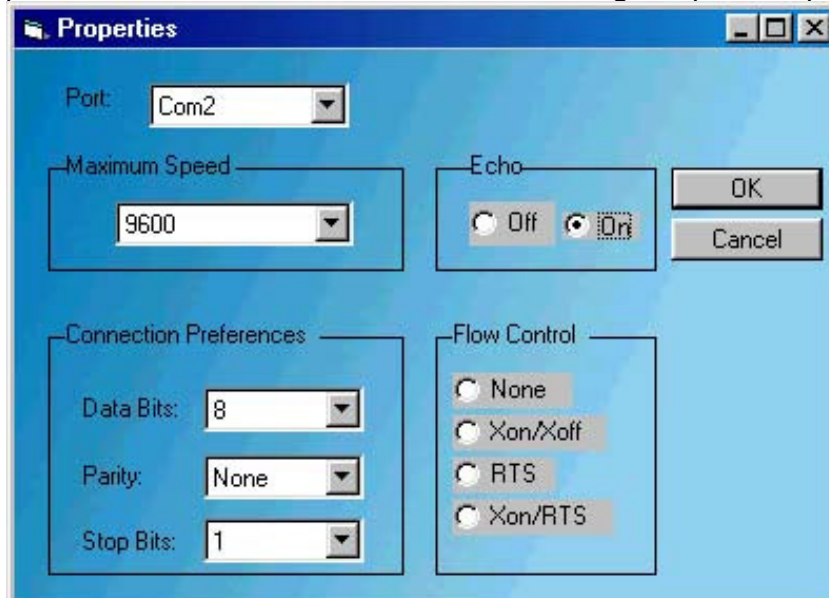 Properties
Port: Com2
Maximum Speed
9600
Echo
Off On
OK
Cancel
Connection Preferences
Data Bits: 8
Parity: None
Stop Bits: 1
Flow Control
None
Xon/Xoff
RTS
Xon/RTS